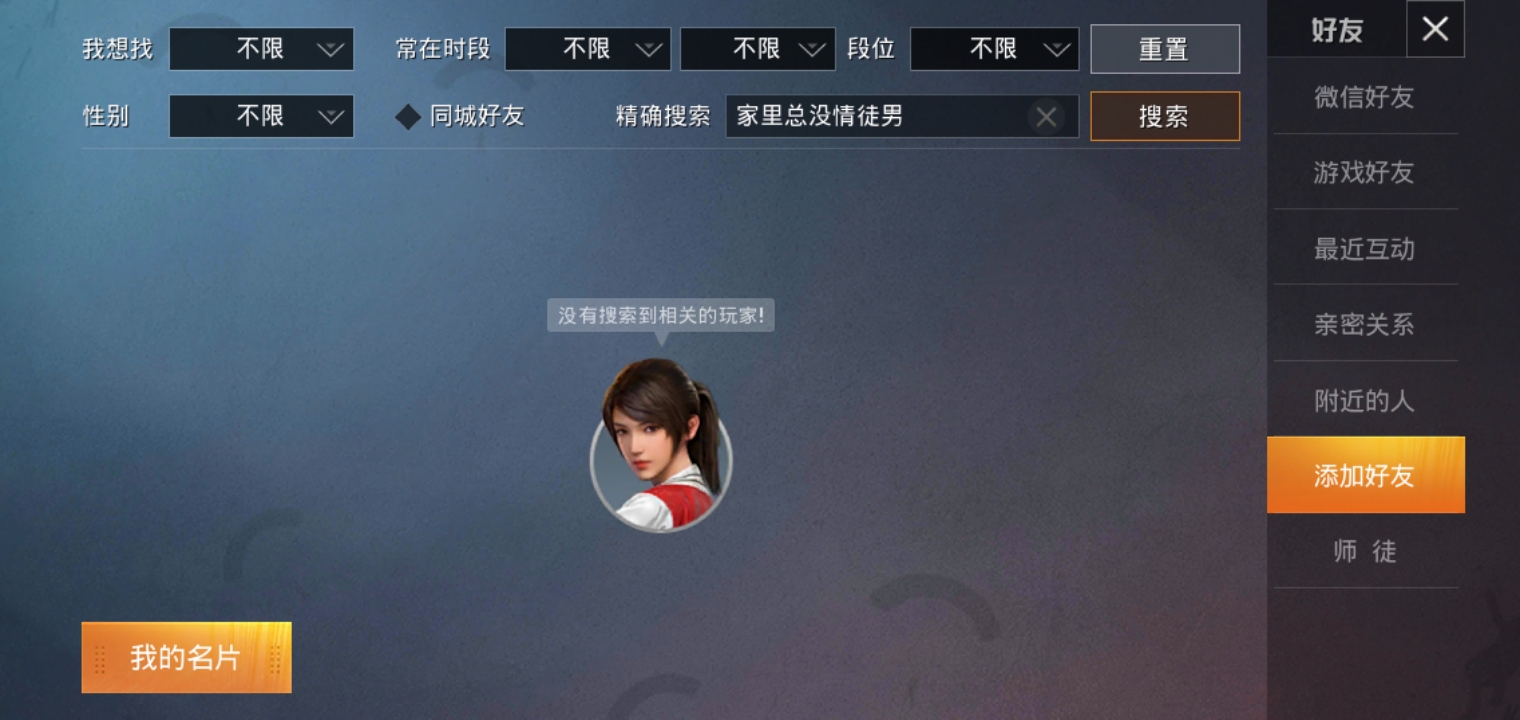 我想找 不限 常在时段 不限 不限 段位 不限 重置
性别 不限 同城好友 精确搜索 家里总没情徒男 搜索
没有搜索到相关的玩家!
我的名片
好友
微信好友
游戏好友
最近互动
亲密关系
附近的人
添加好友
师 徒